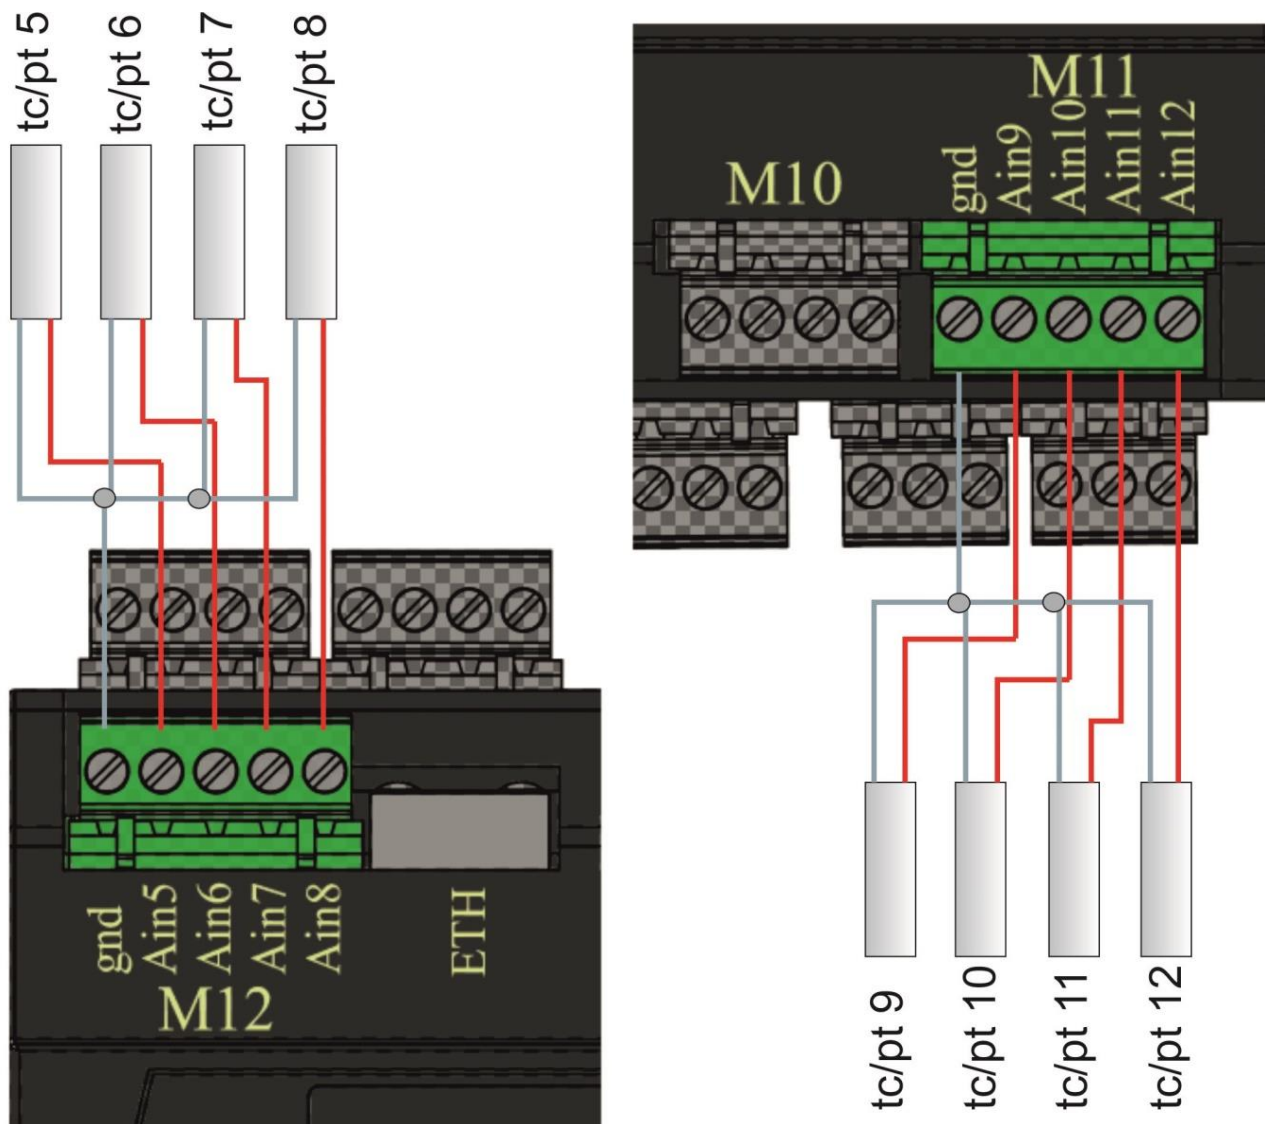 tc/pt 5
tc/pt 6
tc/pt 7
tc/pt 8
gnd
Ain5
Ain6
Ain7
Ain8
ETH
M12
M11
M10
gnd
Ain9
Ain10
Ain11
Ain12
tc/pt 9
tc/pt 10
tc/pt 11
tc/pt 12